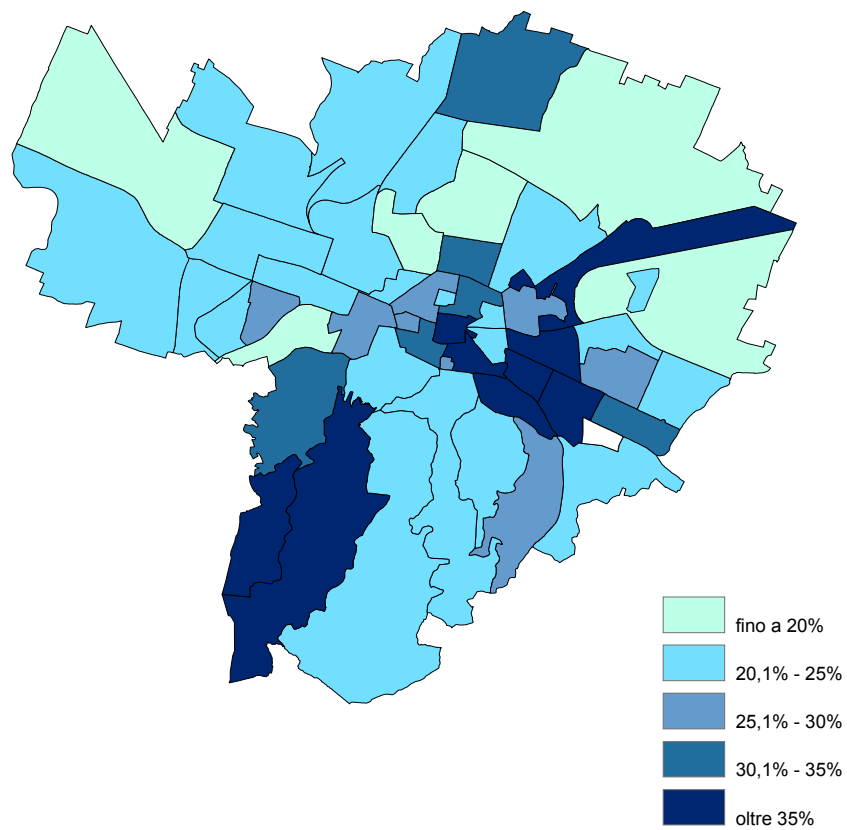 fino a 20%
20,1% - 25%
25,1% - 30%
30,1% - 35%
oltre 35%